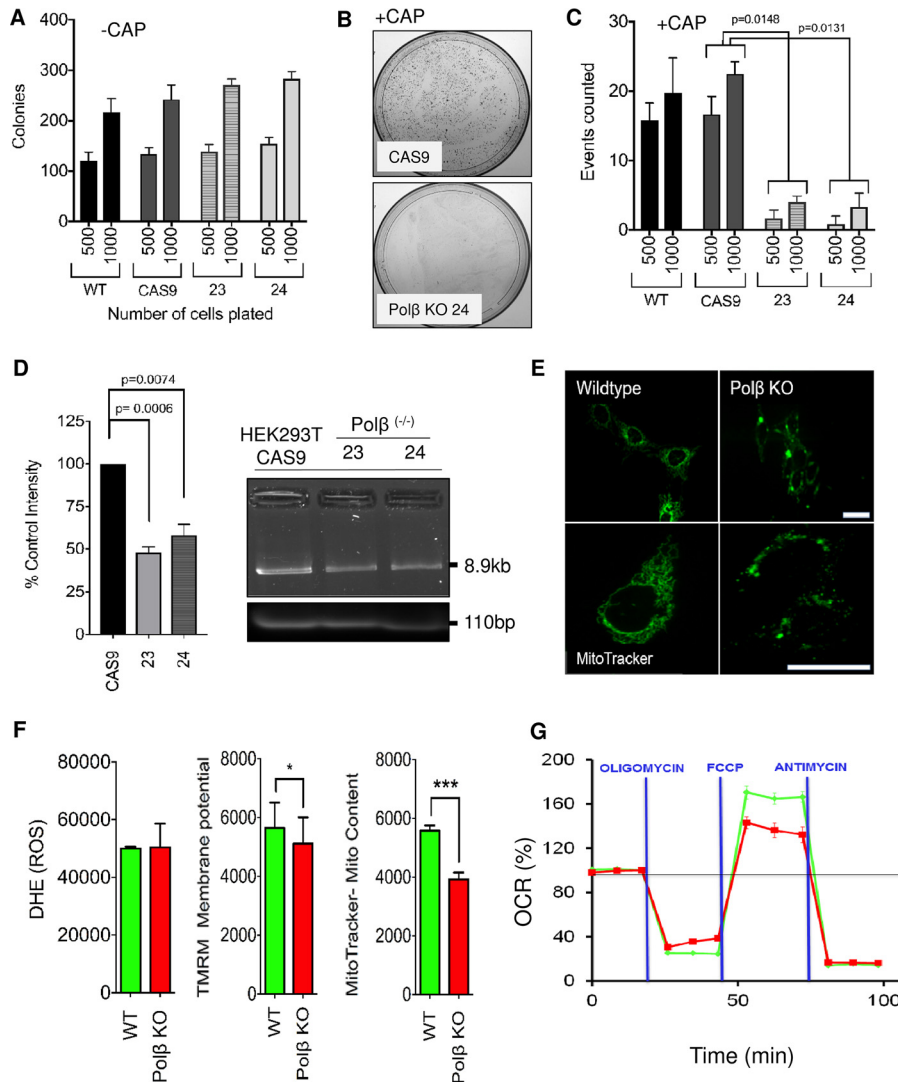 A
-CAP
Colonies
400
300
200
100
0
500
1000
500
1000
500
1000
500
1000
WT
CAS9
23
24
Number of cells plated
B
+CAP
CAS9
Polβ KO 24
C
+CAP
p=0.0148
p=0.0131
Events counted
30
20
10
0
500
1000
500
1000
500
1000
500
1000
WT
CAS9
23
24
D
p=0.0074
p= 0.0006
% Control Intensity
125
100
75
50
25
0
CAS9
23
24
HEK293T
CAS9
Polβ (-/-)
23
24
8.9kb
110bp
E
Wildtype
Polβ KO
MitoTracker
F
DHE (ROS)
80000
60000
40000
20000
0
WT
Polβ KO
TMRM Membrane potential
8000
6000
4000
2000
0
*
WT
Polβ KO
MitoTracker- Mito Content
8000
6000
4000
2000
0
***
WT
Polβ KO
G
OLIGOMYCIN
FCCP
ANTIMYCIN
OCR (%)
200
160
120
80
40
0
0
50
100
Time (min)